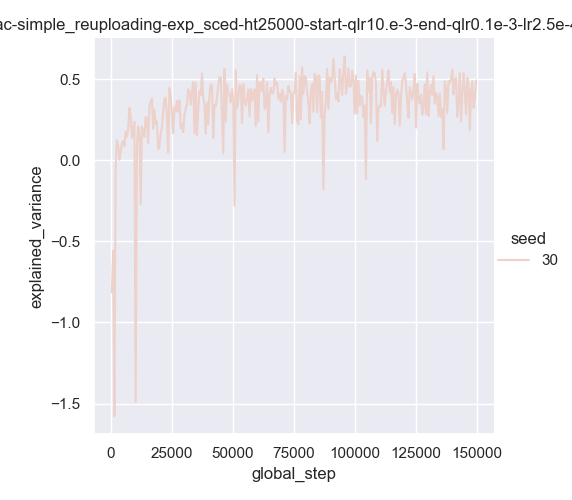 ac-simple_reuploading-exp_sced-ht25000-start-qlr10.e-3-end-qlr0.1e-3-lr2.5e-4
0.5
0.0
−0.5
−1.0
−1.5
explained_variance
0 25000 50000 75000 100000 125000 150000
global_step
seed
30